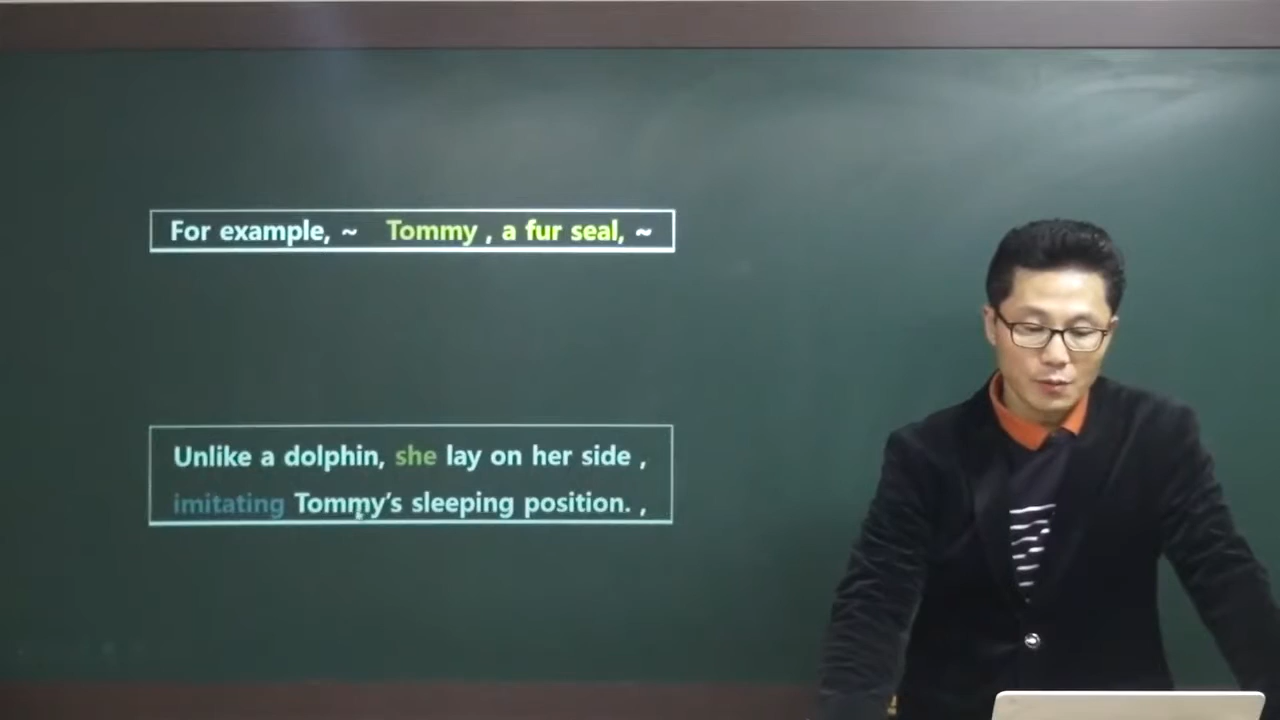 For example, ~ Tommy , a fur seal, ~
Unlike a dolphin, she lay on her side ,
imitating Tommy's sleeping position. ,